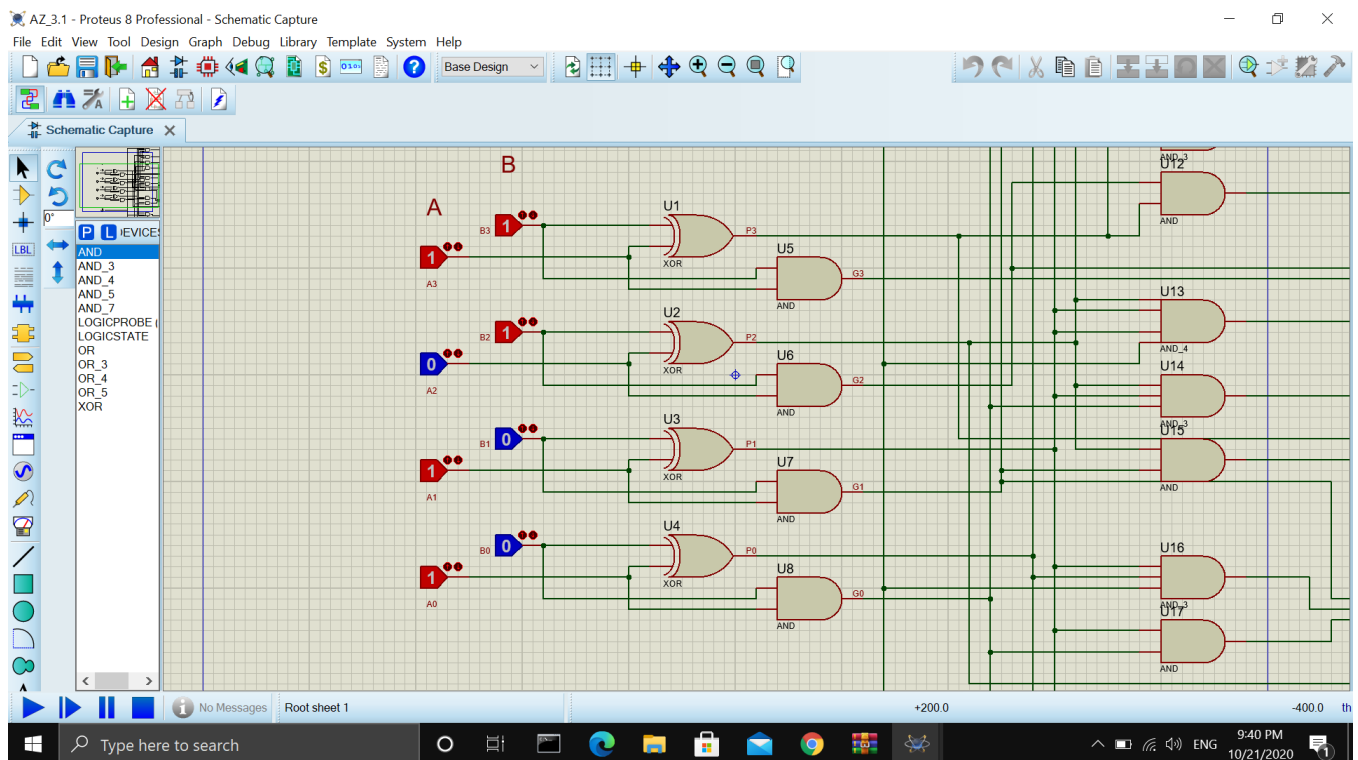 AZ_3.1 - Proteus 8 Professional - Schematic Capture
File Edit View Tool Design Graph Debug Library Template System Help
Base Design
Schematic Capture
0°
P L DEVICES
LBL
AND
AND_3
AND_4
AND_5
AND_7
LOGICPROBE (
LOGICSTATE
OR
OR_3
OR_4
OR_5
XOR
B
A
B3 1
1
A3
U1
XOR
P3
U5
AND
G3
B2 1
0
A2
U2
XOR
P2
U6
AND
G2
B1 0
1
A1
U3
XOR
P1
U7
AND
G1
B0 0
1
A0
U4
XOR
P0
U8
AND
G0
AND_3
U12
AND
U13
AND_4
U14
AND_3
U15
AND
U16
AND_3
U17
AND
No Messages
Root sheet 1
+200.0
-400.0
th
Type here to search
ENG
9:40 PM
10/21/2020
1